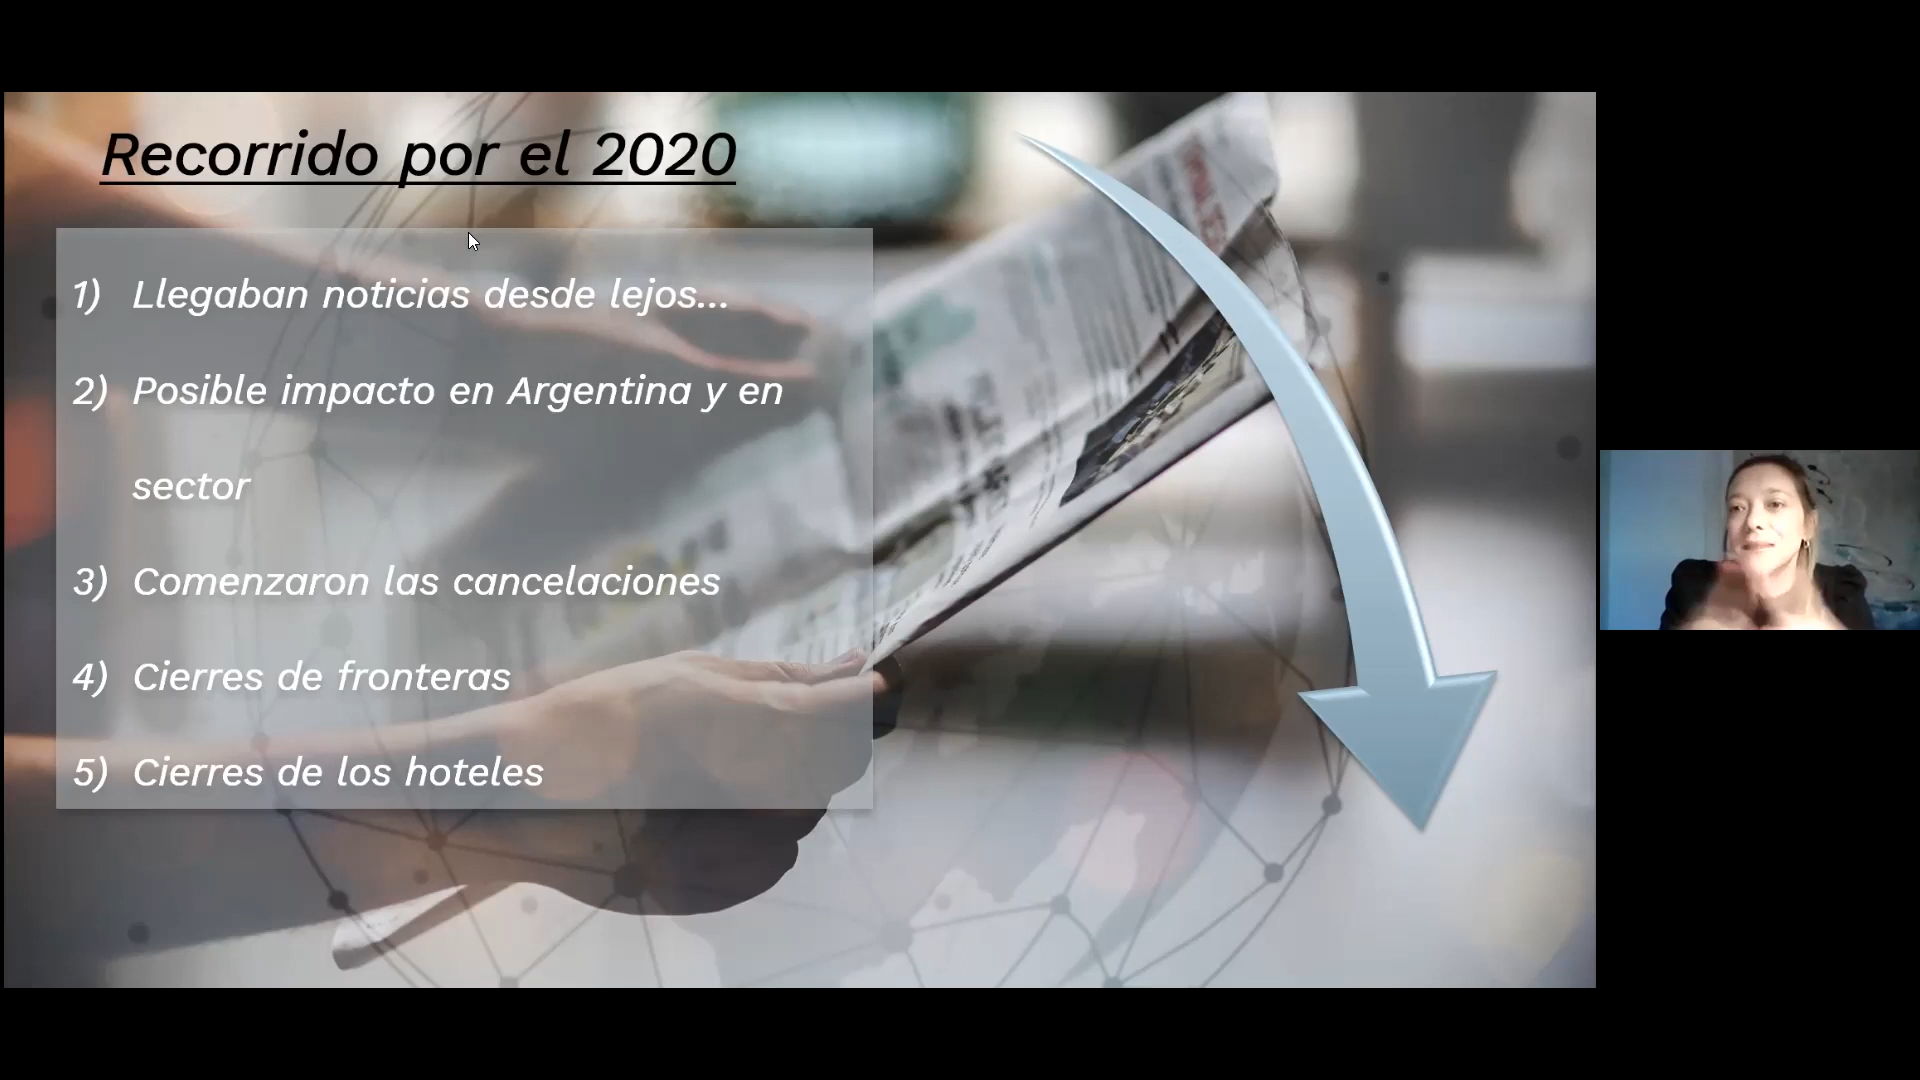 Recorrido por el 2020
1) Llegaban noticias desde lejos...
2) Posible impacto en Argentina y en
sector
3) Comenzaron las cancelaciones
4) Cierres de fronteras
5) Cierres de los hoteles